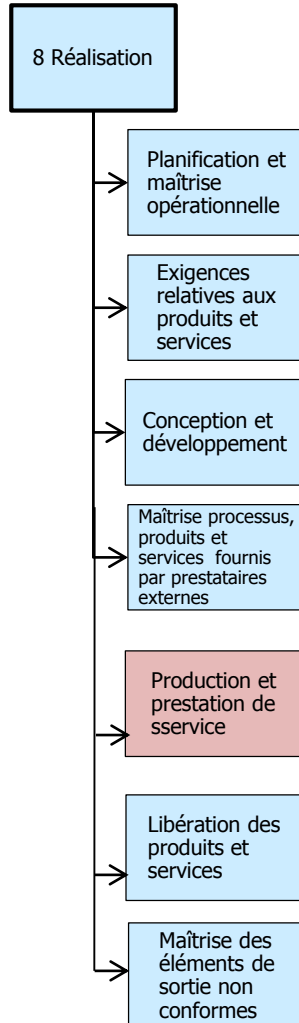 8 Réalisation
Planification et
maîtrise
opérationnelle
Exigences
relatives aux
produits et
services
Conception et
développement
Maîtrise processus,
produits et
services fournis
par prestataires
externes
Production et
prestation de
sservice
Libération des
produits et
services
Maîtrise des
éléments de
sortie non
conformes